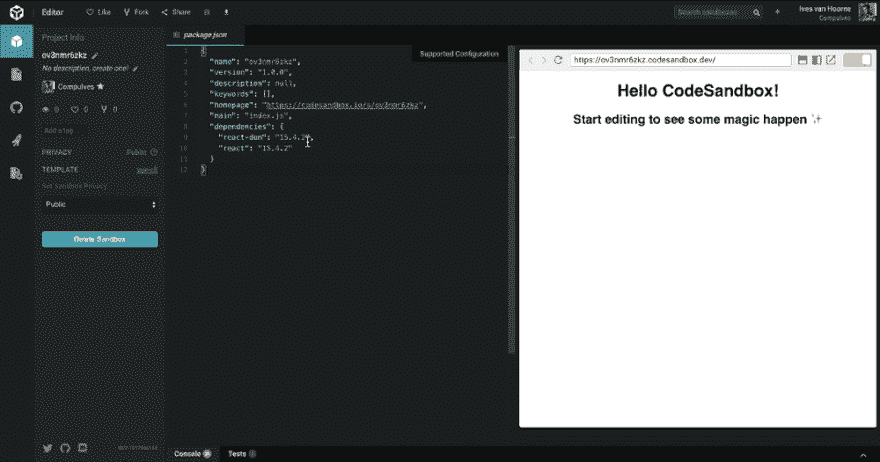 Editor Like Fork Share Search sandboxes Ives van Hoorne
Compulves
Project Info
ov3nmr6zkz
No description, create one!
Compulves
0 0 0
Add a tag
PRIVACY Public
TEMPLATE
Set Sandbox Privacy
Public
Delete Sandbox
package.json
Supported Configuration
1 {
2 "name": "ov3nmr6zkz",
3 "version": "1.0.0",
4 "description": null,
5 "keywords": [],
6 "homepage": "https://codesandbox.io/s/ov3nmr6zkz",
7 "main": "index.js",
8 "dependencies": {
9 "react-dom": "15.4.2",
10 "react": "15.4.2"
11 }
12 }
https://ov3nmr6zkz.codesandbox.dev/
Hello CodeSandbox!
Start editing to see some magic happen ✨
Console Tests